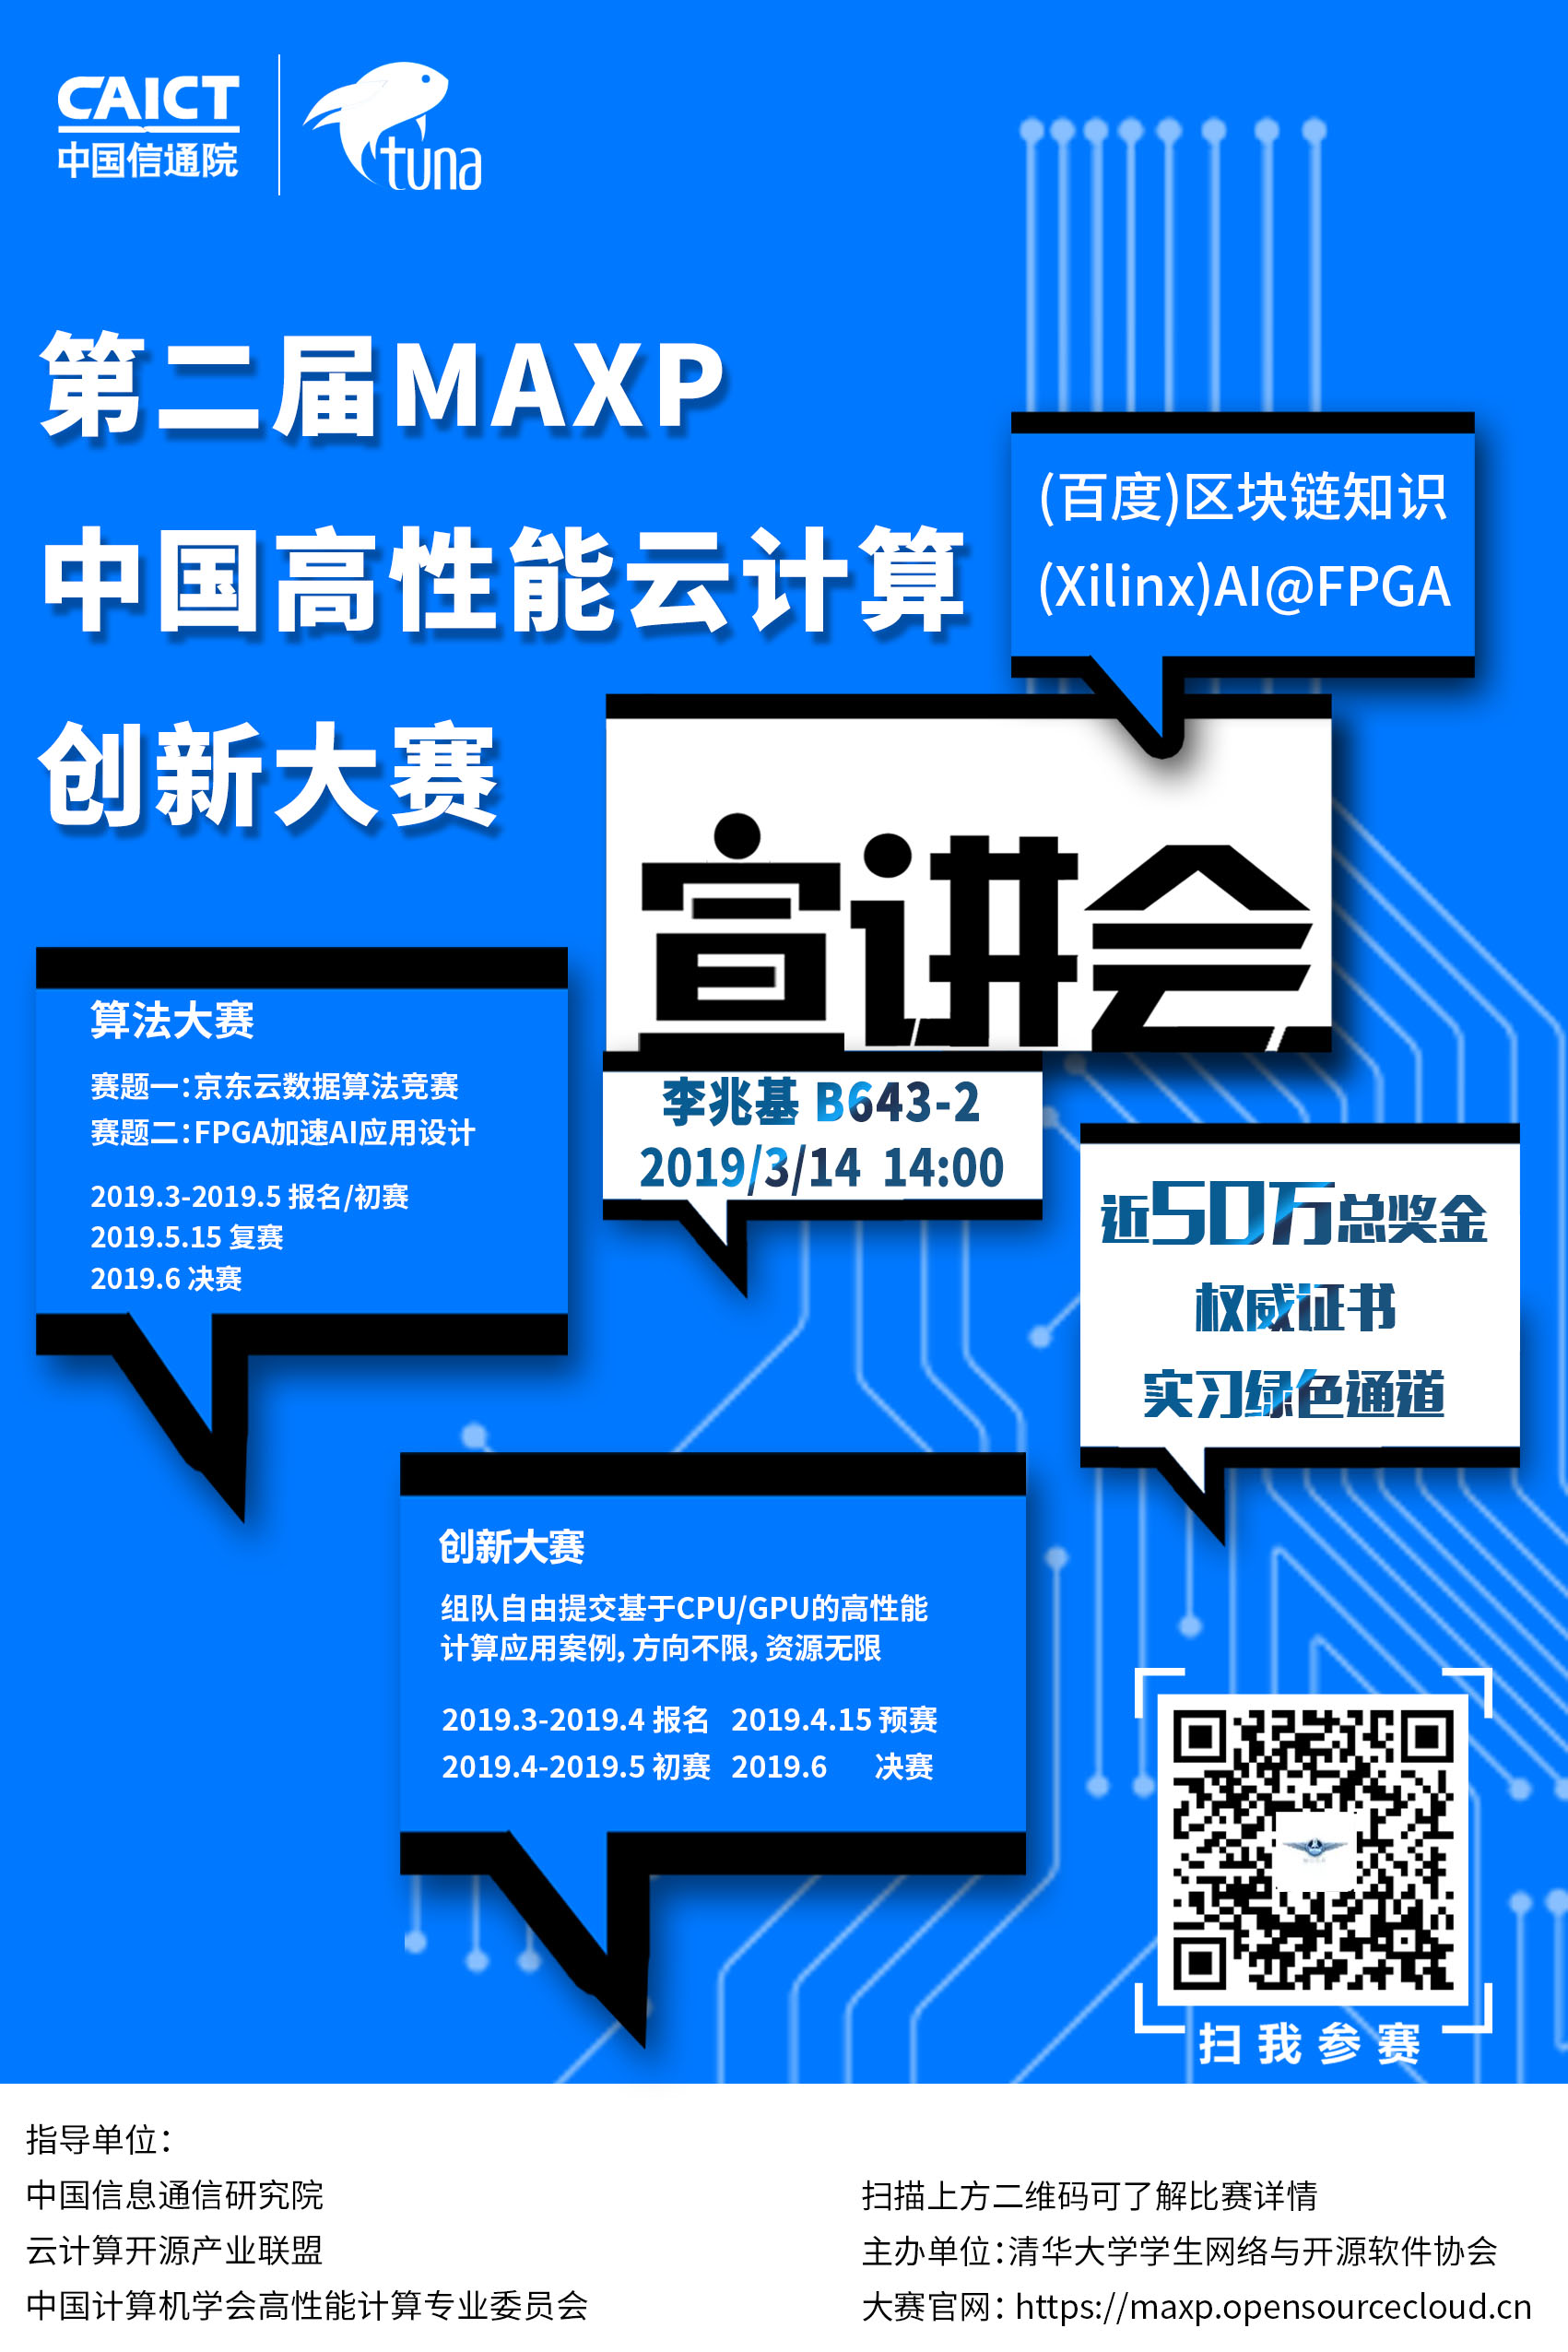 CAICT
中国信通院
tuna
第二届MAXP
中国高性能云计算
创新大赛
(百度)区块链知识
(Xilinx)AI@FPGA
宣讲会
李兆基 B643-2
2019/3/14 14:00
算法大赛
赛题一:京东云数据算法竞赛
赛题二:FPGA加速AI应用设计
2019.3-2019.5 报名/初赛
2019.5.15 复赛
2019.6 决赛
近50万总奖金
权威证书
实习绿色通道
创新大赛
组队自由提交基于CPU/GPU的高性能
计算应用案例, 方向不限, 资源无限
2019.3-2019.4 报名 2019.4.15 预赛
2019.4-2019.5 初赛 2019.6 决赛
扫我参赛
指导单位:
中国信息通信研究院
云计算开源产业联盟
中国计算机学会高性能计算专业委员会
扫描上方二维码可了解比赛详情
主办单位:清华大学学生网络与开源软件协会
大赛官网: https://maxp.opensourcecloud.cn